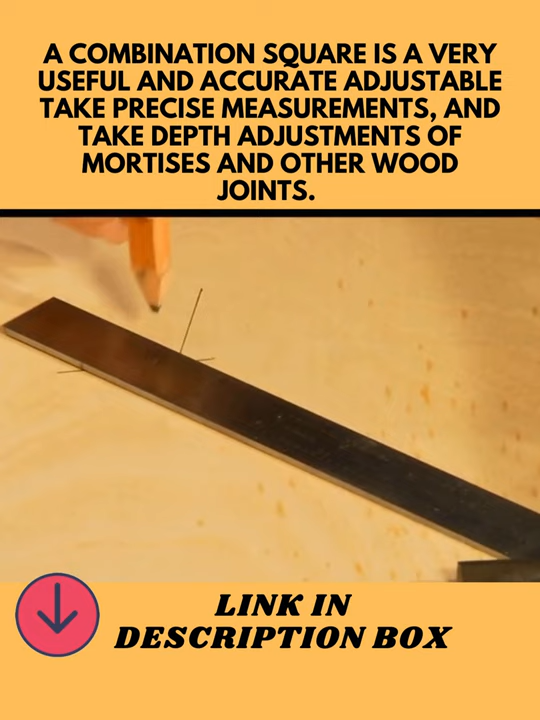 A COMBINATION SQUARE IS A VERY
USEFUL AND ACCURATE ADJUSTABLE
TAKE PRECISE MEASUREMENTS, AND
TAKE DEPTH ADJUSTMENTS OF
MORTISES AND OTHER WOOD
JOINTS.
LINK IN
DESCRIPTION BOX